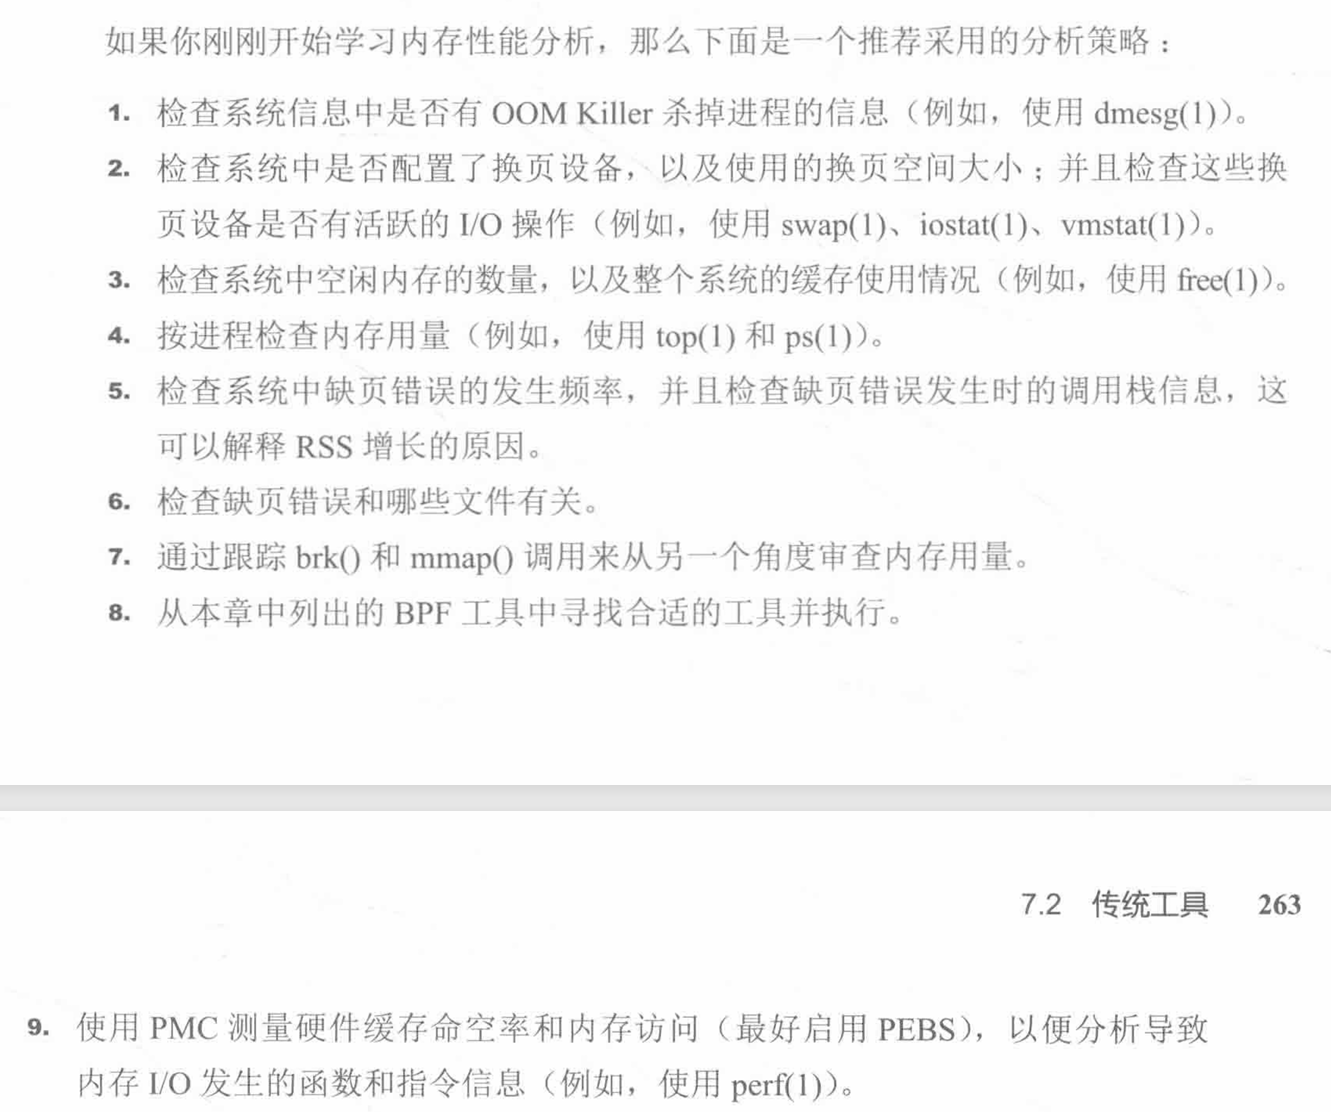 如果你刚刚开始学习内存性能分析，那么下面是一个推荐采用的分析策略：
1. 检查系统信息中是否有 OOM Killer 杀掉进程的信息（例如，使用 dmesg(1)）。
2. 检查系统中是否配置了换页设备，以及使用的换页空间大小；并且检查这些换
页设备是否有活跃的 I/O 操作（例如，使用 swap(1)、iostat(1)、vmstat(1)）。
3. 检查系统中空闲内存的数量，以及整个系统的缓存使用情况（例如，使用 free(1)）。
4. 按进程检查内存用量（例如，使用 top(1) 和 ps(1)）。
5. 检查系统中缺页错误的发生频率，并且检查缺页错误发生时的调用栈信息，这
可以解释 RSS 增长的原因。
6. 检查缺页错误和哪些文件有关。
7. 通过跟踪 brk() 和 mmap() 调用来从另一个角度审查内存用量。
8. 从本章中列出的 BPF 工具中寻找合适的工具并执行。
7.2 传统工具 263
9. 使用 PMC 测量硬件缓存命空率和内存访问（最好启用 PEBS），以便分析导致
内存 I/O 发生的函数和指令信息（例如，使用 perf(1)）。